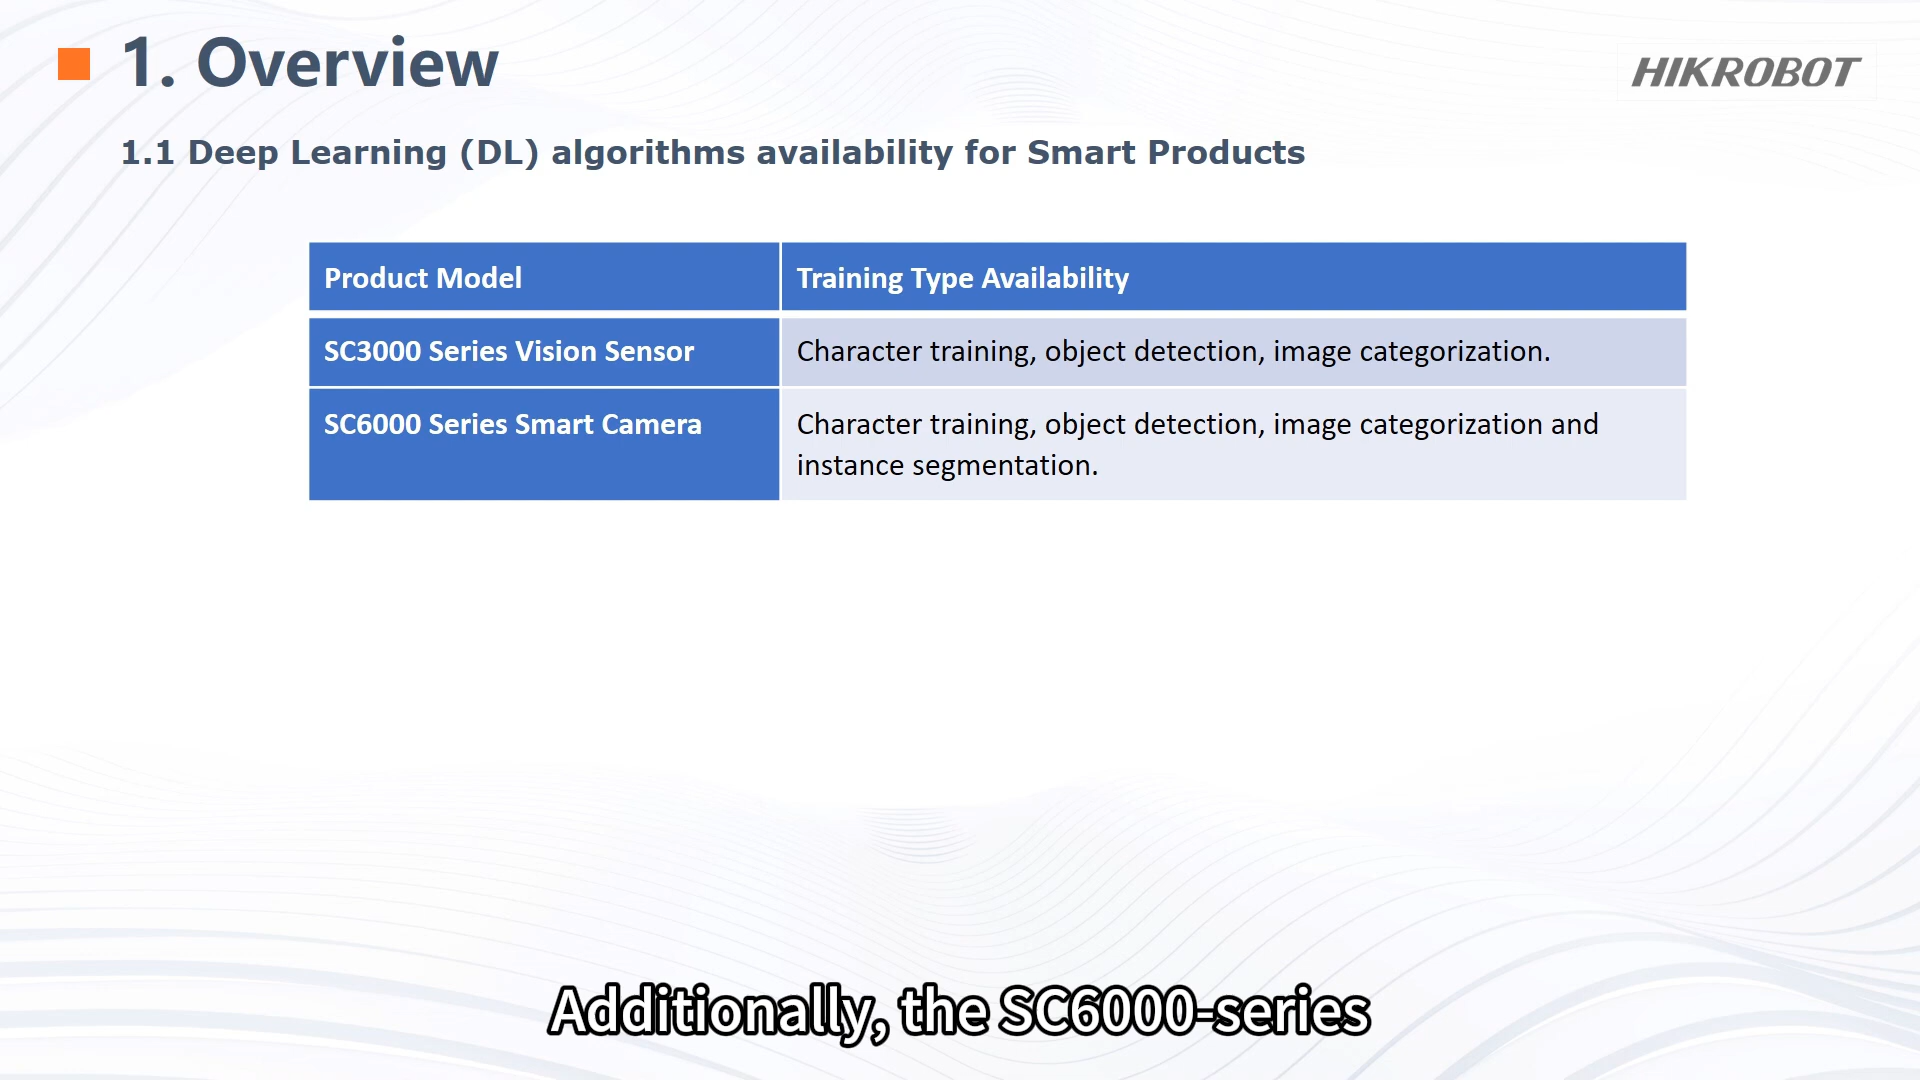 1. Overview
HIKROBOT
1.1 Deep Learning (DL) algorithms availability for Smart Products
Product Model
Training Type Availability
SC3000 Series Vision Sensor
Character training, object detection, image categorization.
SC6000 Series Smart Camera
Character training, object detection, image categorization and
instance segmentation.
Additionally, the SC6000-series